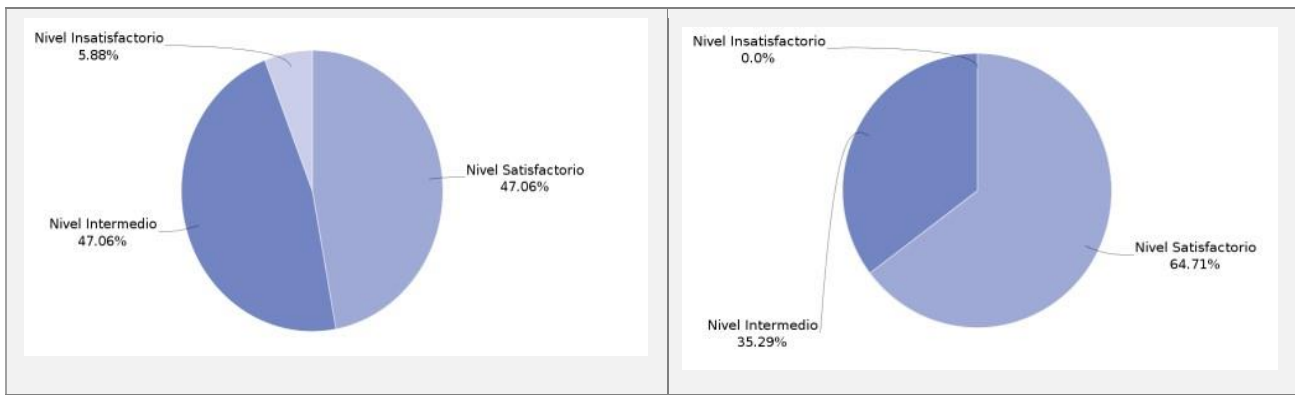 Nivel Insatisfactorio
5.88%
Nivel Satisfactorio
47.06%
Nivel Intermedio
47.06%
Nivel Insatisfactorio
0.0%
Nivel Satisfactorio
64.71%
Nivel Intermedio
35.29%